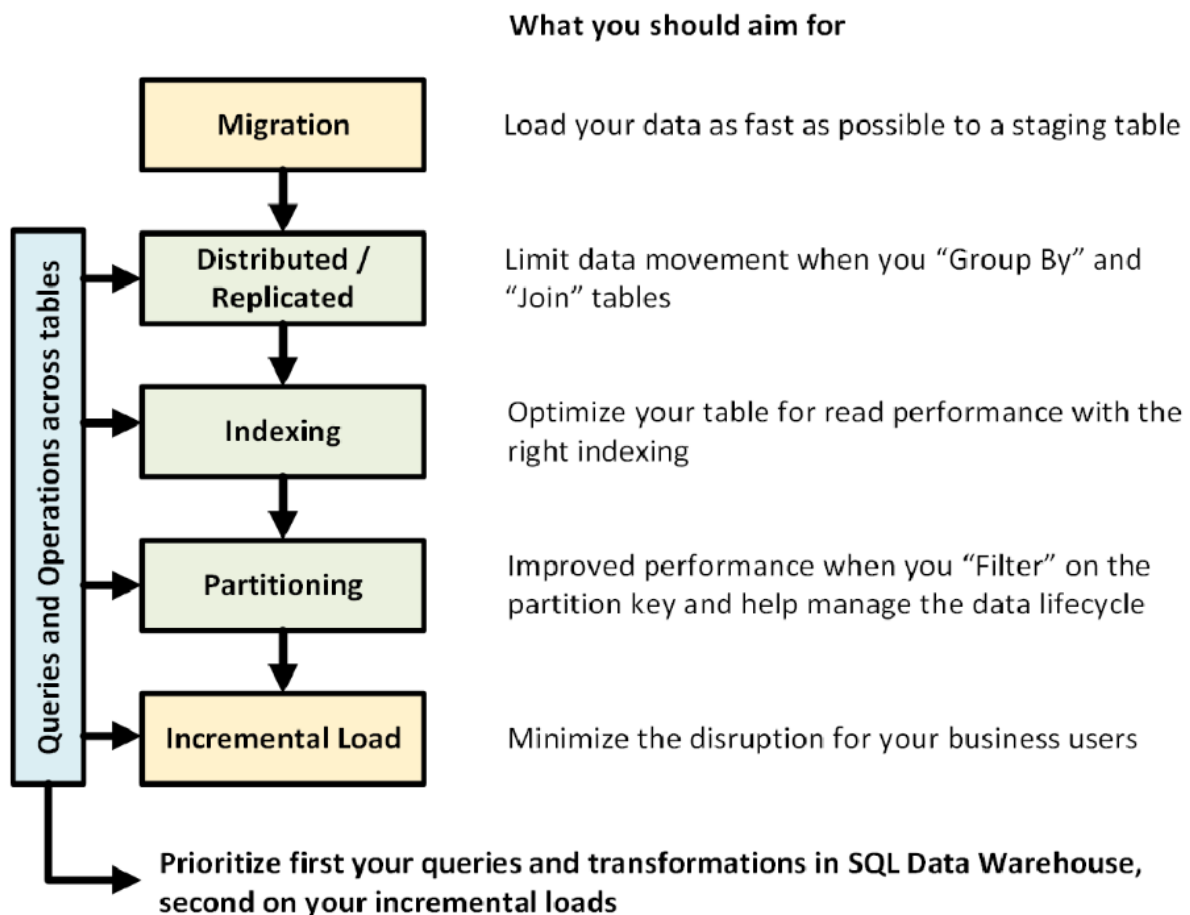 What you should aim for
Migration
Load your data as fast as possible to a staging table
Queries and Operations across tables
Distributed /
Replicated
Limit data movement when you “Group By” and
“Join” tables
Indexing
Optimize your table for read performance with the
right indexing
Partitioning
Improved performance when you “Filter” on the
partition key and help manage the data lifecycle
Incremental Load
Minimize the disruption for your business users
Prioritize first your queries and transformations in SQL Data Warehouse,
second on your incremental loads